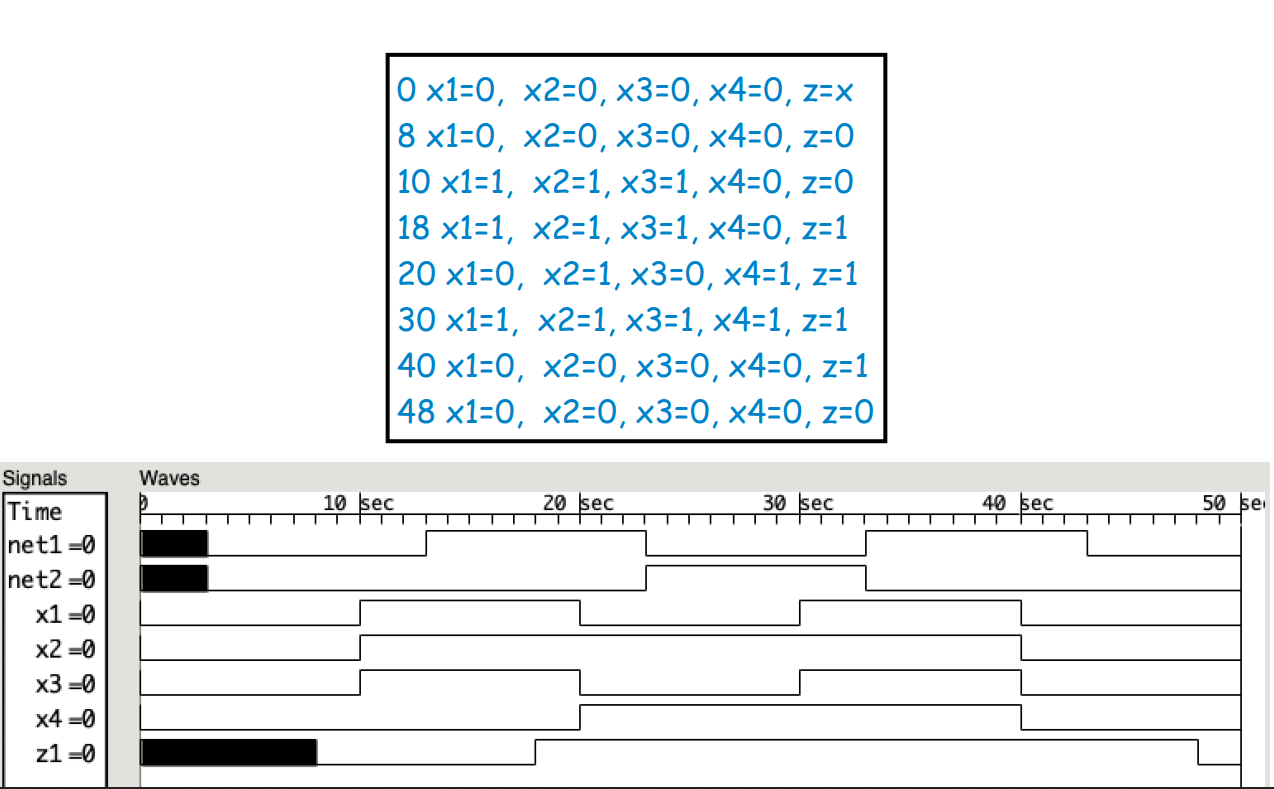 0 x1=0, x2=0, x3=0, x4=0, z=x
8 x1=0, x2=0, x3=0, x4=0, z=0
10 x1=1, x2=1, x3=1, x4=0, z=0
18 x1=1, x2=1, x3=1, x4=0, z=1
20 x1=0, x2=1, x3=0, x4=1, z=1
30 x1=1, x2=1, x3=1, x4=1, z=1
40 x1=0, x2=0, x3=0, x4=0, z=1
48 x1=0, x2=0, x3=0, x4=0, z=0
Signals Waves
Time 0 10 sec 20 sec 30 sec 40 sec 50 se
net1 =0
net2 =0
x1 =0
x2 =0
x3 =0
x4 =0
z1 =0